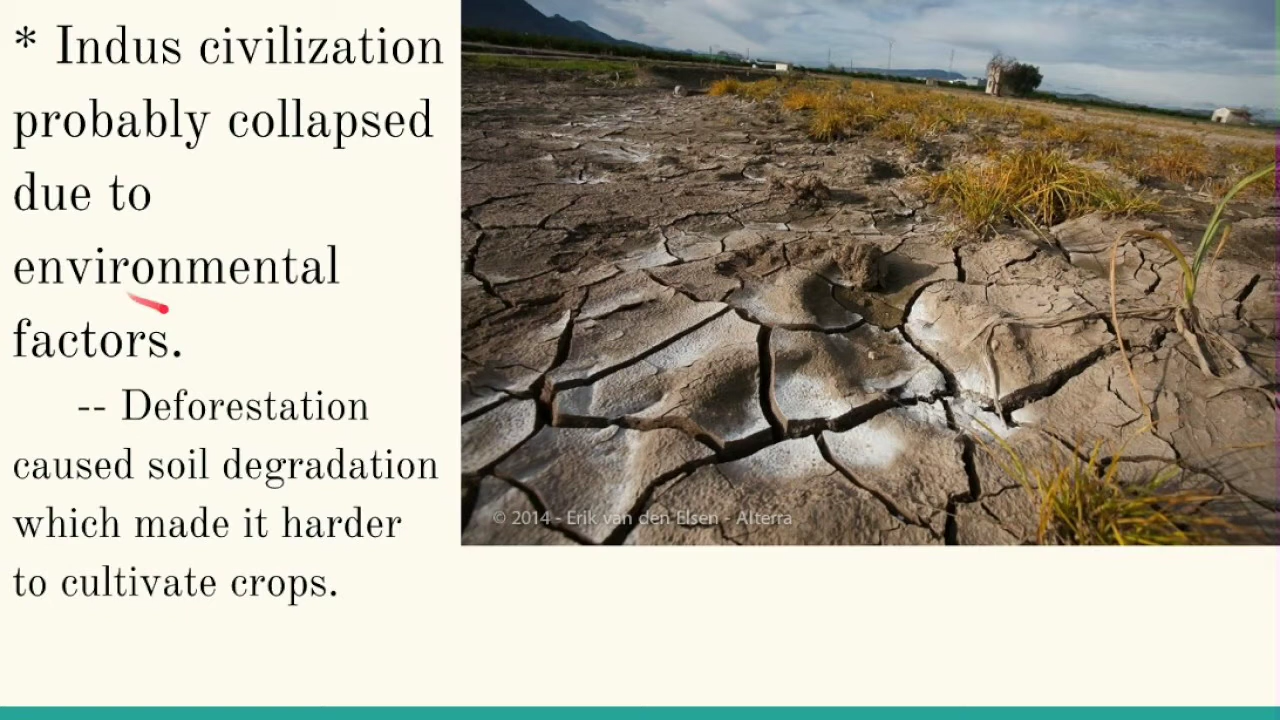 * Indus civilization
probably collapsed
due to
environmental
factors.
-- Deforestation
caused soil degradation
which made it harder
to cultivate crops.
© 2014 - Erik van den Elsen - Alterra